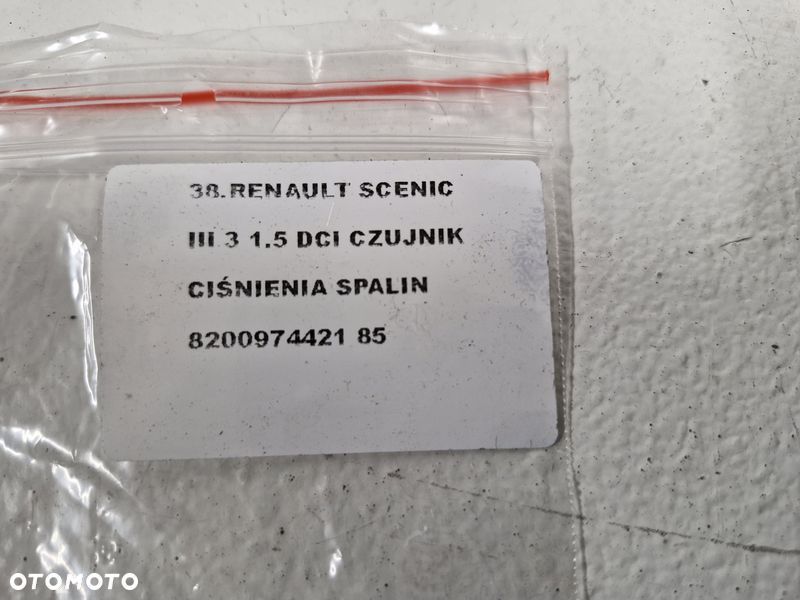 38.RENAULT SCENIC
III 3 1.5 DCI CZUJNIK
CIŚNIENIA SPALIN
8200974421 85
OTOMOTO